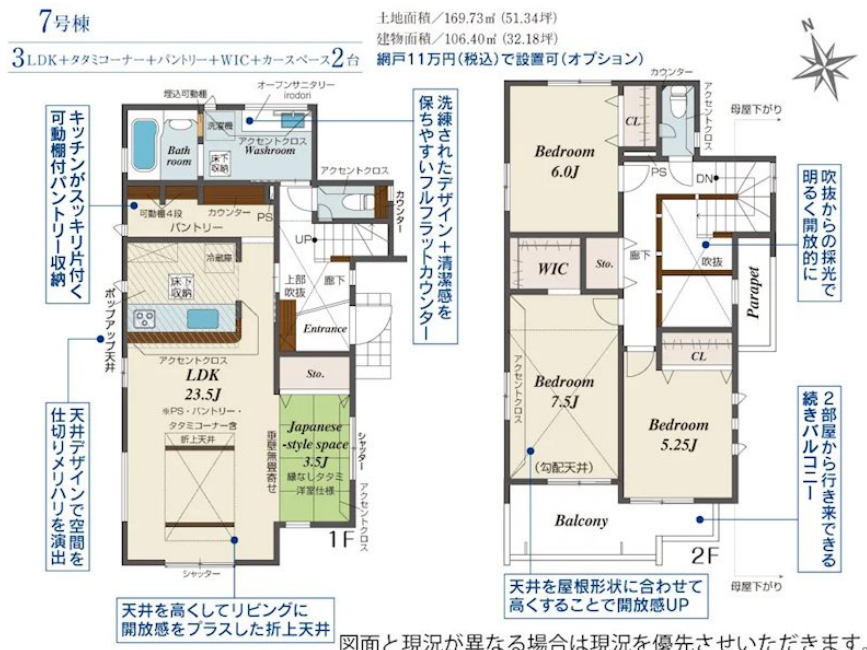 7号棟
3LDK+タタミコーナー+パントリー+WIC+カースペース2台
土地面積／169.73㎡(51.34坪)
建物面積／106.40㎡(32.18坪)
網戸11万円(税込)で設置可(オプション)
N
キッチンがスッキリ片付く
可動棚付パントリー収納
埋込可動棚
オープンサニタリー
irodori
洗濯機
アクセントクロス
Bath
room
床下
収納
Washroom
アクセントクロス
カウンター
可動棚4段
カウンター
PS
パントリー
UP
冷蔵庫
床下
収納
上部
吹抜
廊下
Entrance
ポップアップ天井
アクセントクロス
LDK
23.5J
※PS・パントリー・
タタミコーナー含
折上天井
Sto.
Japanese
-style space
3.5J
縁なしタタミ
洋室仕様
垂壁無畳寄せ
シャッター
アクセントクロス
1F
シャッター
洗練されたデザイン+清潔感を
保ちやすいフルフラットカウンター
天井デザインで空間を
仕切りメリハリを演出
天井を高くしてリビングに
開放感をプラスした折上天井
カウンター
アクセントクロス
母屋下がり
CL
Bedroom
6.0J
PS
DN
WIC
Sto.
廊下
吹抜
Parapet
吹抜からの採光で
明るく開放的に
アクセントクロス
Bedroom
7.5J
(勾配天井)
CL
Bedroom
5.25J
2部屋から行き来できる
続きバルコニー
Balcony
2F
母屋下がり
天井を屋根形状に合わせて
高くすることで開放感UP
図面と現況が異なる場合は現況を優先させいただきます。